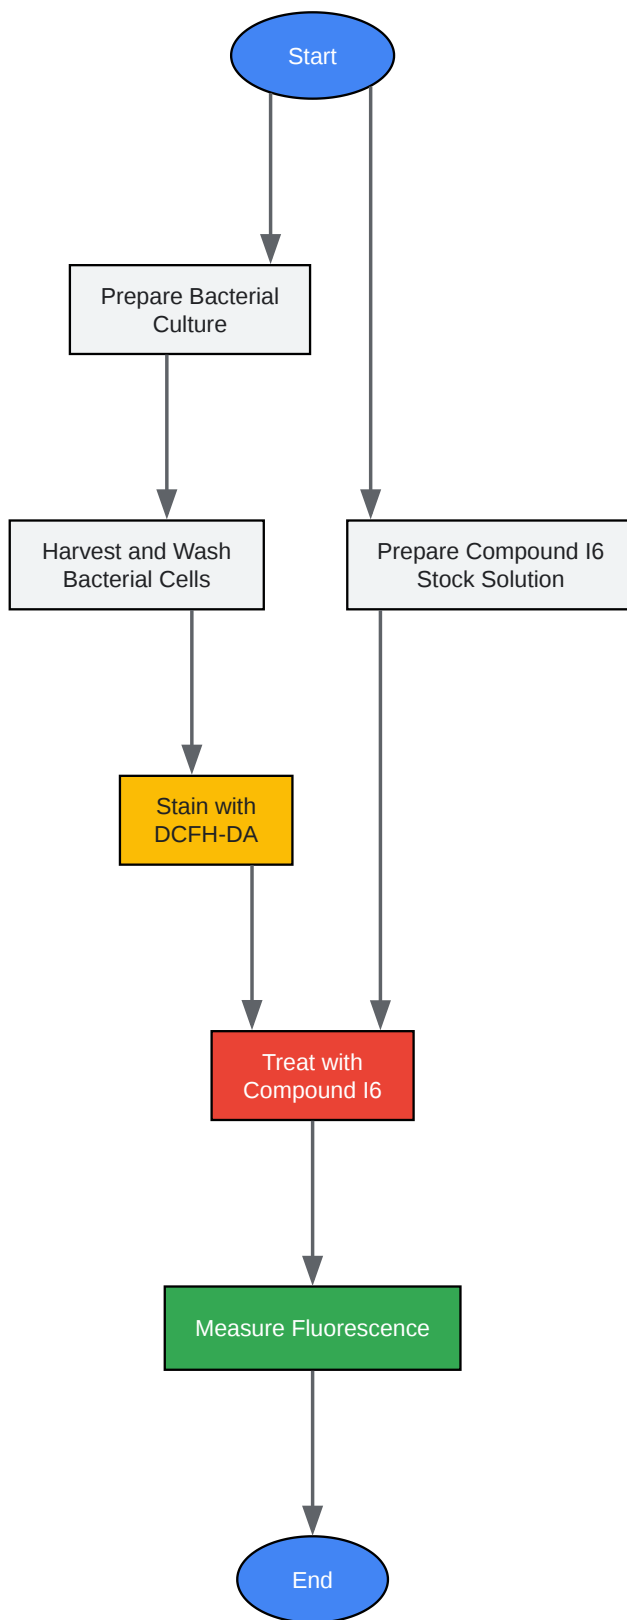 Start
Prepare Bacterial
Culture
Harvest and Wash
Bacterial Cells
Prepare Compound I6
Stock Solution
Stain with
DCFH-DA
Treat with
Compound I6
Measure Fluorescence
End